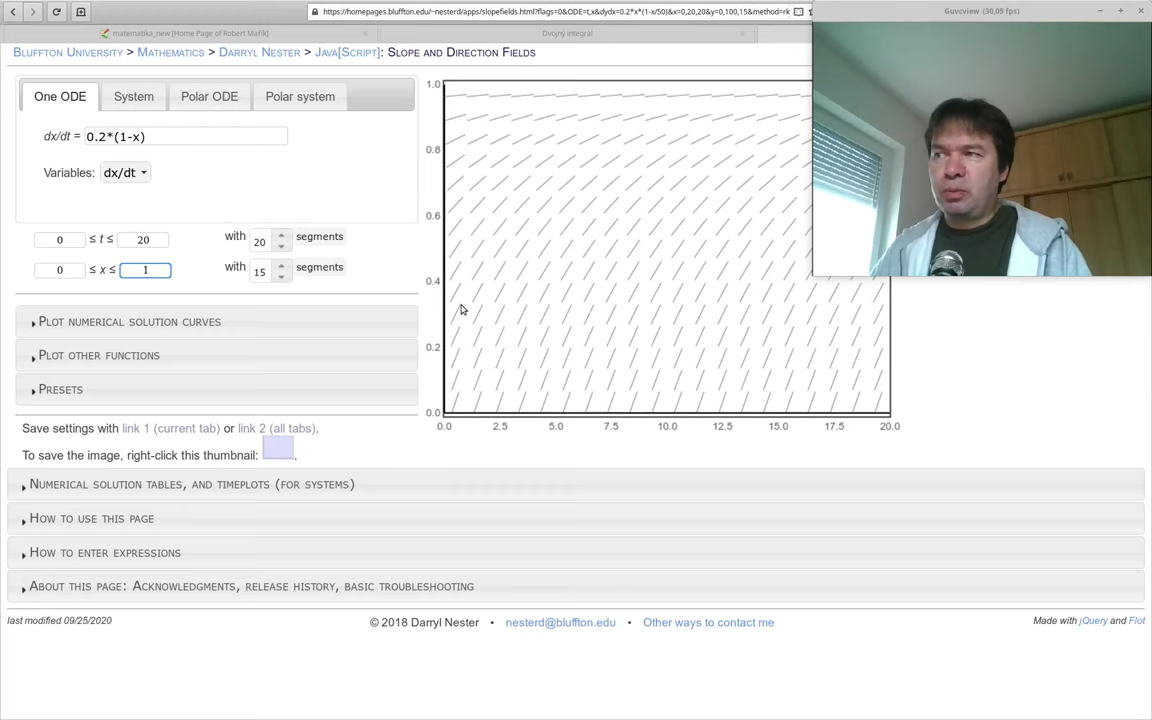 https://homepages.bluffton.edu/~nesterd/apps/slopefields.html?flags=0&ODE=t,x&dydx=0.2*x*(1-x/50)&x=0,20,20&y=0,100,15&method=rk
Guvcview (30,09 fps)
matematika_new [Home Page of Robert Mařík]
Dvojný integrál
BLUFFTON UNIVERSITY > MATHEMATICS > DARRYL NESTER > JAVA[SCRIPT]: SLOPE AND DIRECTION FIELDS
One ODE
System
Polar ODE
Polar system
dx/dt = 0.2*(1-x)
Variables: dx/dt
0 ≤ t ≤ 20 with 20 segments
0 ≤ x ≤ 1 with 15 segments
PLOT NUMERICAL SOLUTION CURVES
PLOT OTHER FUNCTIONS
PRESETS
Save settings with link 1 (current tab) or link 2 (all tabs).
To save the image, right-click this thumbnail: .
1.0
0.8
0.6
0.4
0.2
0.0
0.0 2.5 5.0 7.5 10.0 12.5 15.0 17.5 20.0
NUMERICAL SOLUTION TABLES, AND TIMEPLOTS (FOR SYSTEMS)
HOW TO USE THIS PAGE
HOW TO ENTER EXPRESSIONS
ABOUT THIS PAGE: ACKNOWLEDGMENTS, RELEASE HISTORY, BASIC TROUBLESHOOTING
last modified 09/25/2020
© 2018 Darryl Nester • nesterd@bluffton.edu • Other ways to contact me
Made with jQuery and Flot